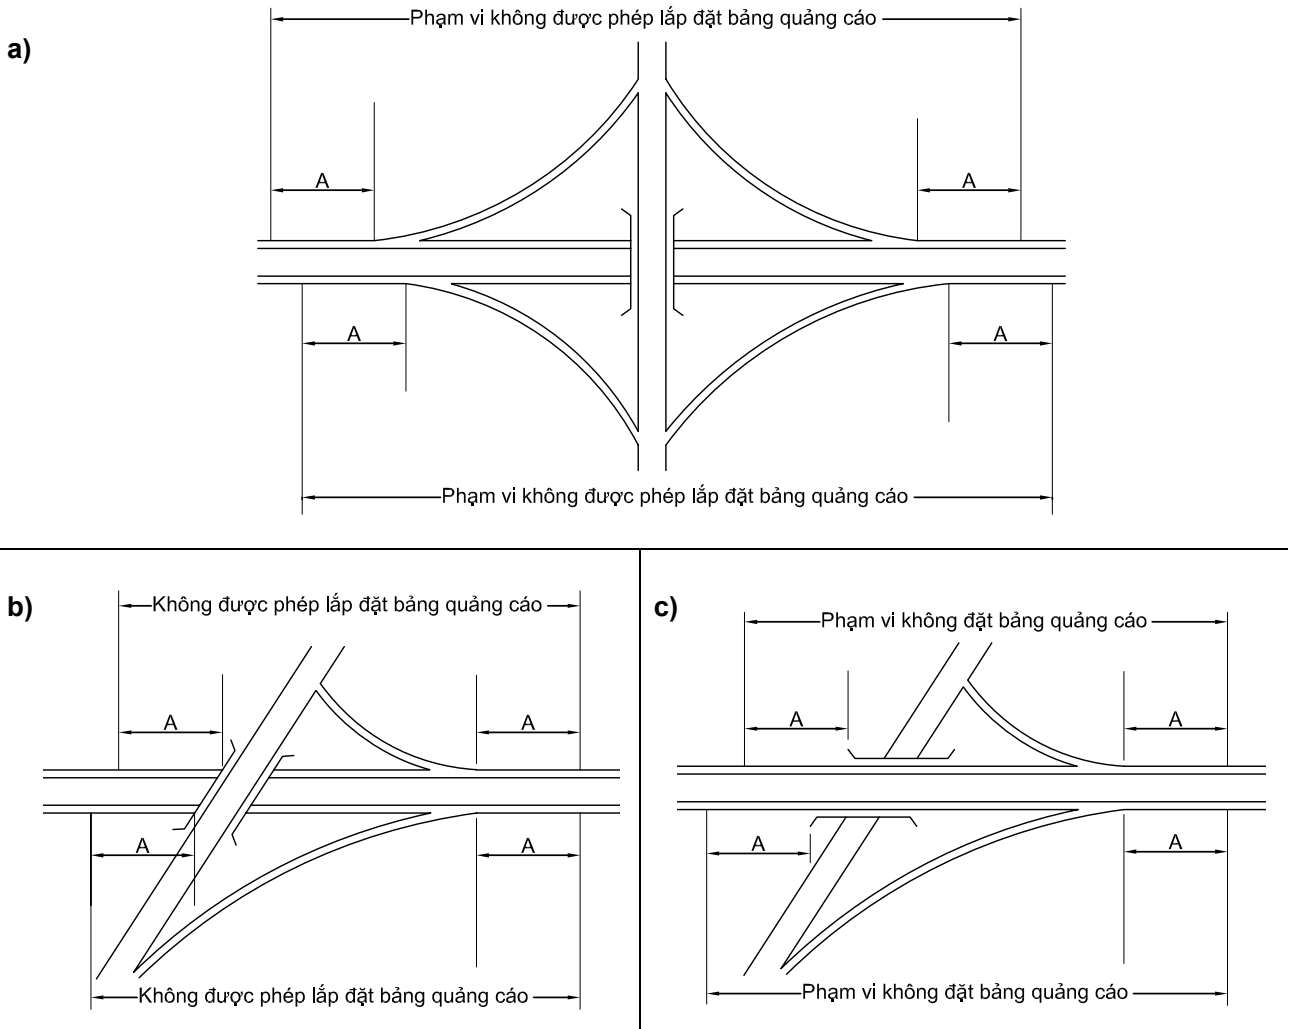 Phạm vi không được phép lắp đặt bảng quảng cáo
a)
A
A
A
A
Phạm vi không được phép lắp đặt bảng quảng cáo
b)
Không được phép lắp đặt bảng quảng cáo
A
A
A
A
Không được phép lắp đặt bảng quảng cáo
c)
Phạm vi không đặt bảng quảng cáo
A
A
A
A
Phạm vi không đặt bảng quảng cáo